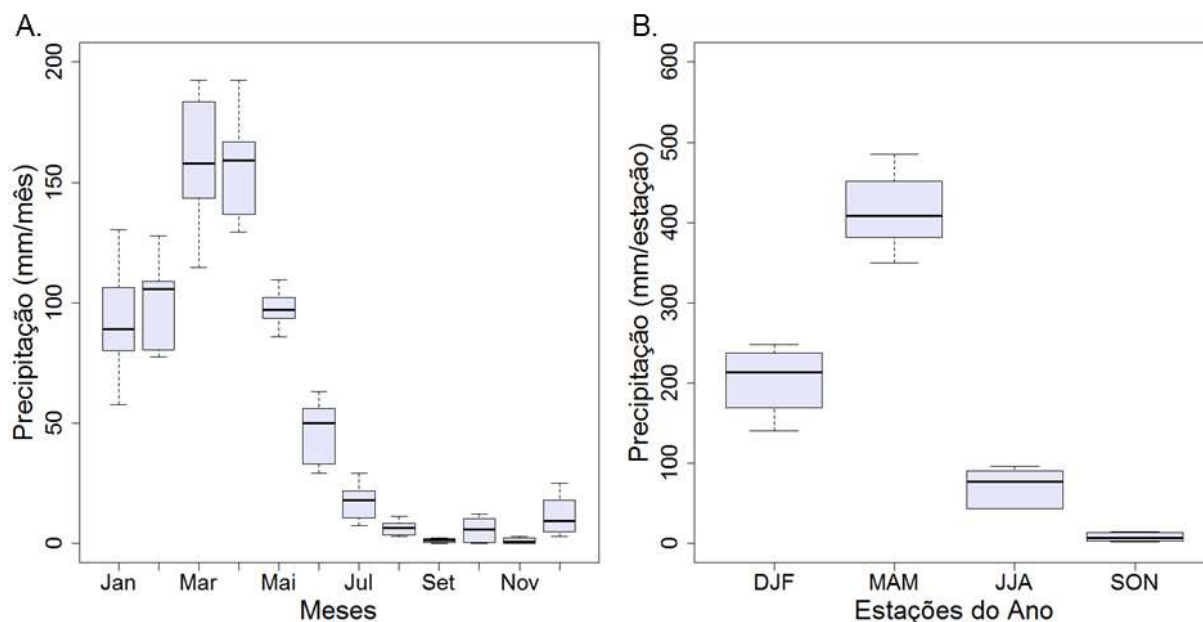 A.
Precipitação (mm/mês)
200
150
100
50
0
Jan Mar Mai Jul Set Nov
Meses
B.
Precipitação (mm/estação)
600
500
400
300
200
100
0
DJF MAM JJA SON
Estações do Ano